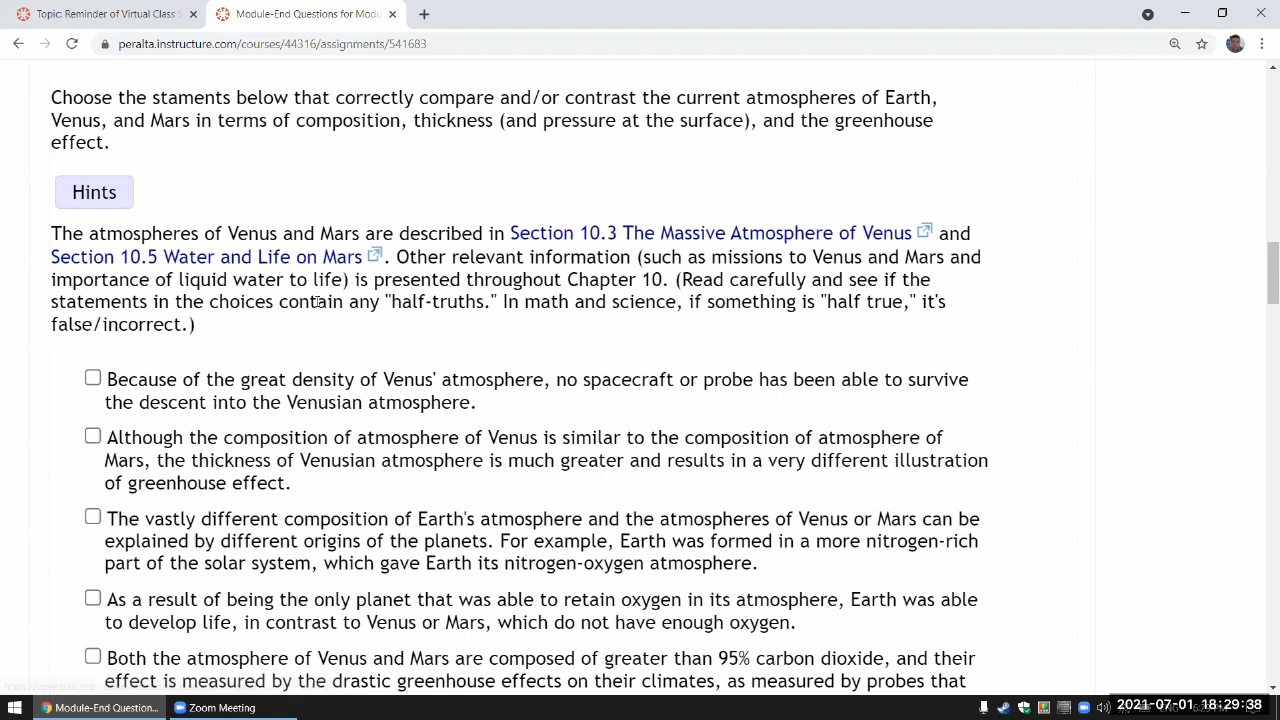 Topic: Reminder of Virtual Class S
Module-End Questions for Modu
peralta.instructure.com/courses/44316/assignments/541683
Choose the staments below that correctly compare and/or contrast the current atmospheres of Earth,
Venus, and Mars in terms of composition, thickness (and pressure at the surface), and the greenhouse
effect.
Hints
The atmospheres of Venus and Mars are described in Section 10.3 The Massive Atmosphere of Venus and
Section 10.5 Water and Life on Mars . Other relevant information (such as missions to Venus and Mars and
importance of liquid water to life) is presented throughout Chapter 10. (Read carefully and see if the
statements in the choices contain any "half-truths." In math and science, if something is "half true," it's
false/incorrect.)
Because of the great density of Venus' atmosphere, no spacecraft or probe has been able to survive
the descent into the Venusian atmosphere.
Although the composition of atmosphere of Venus is similar to the composition of atmosphere of
Mars, the thickness of Venusian atmosphere is much greater and results in a very different illustration
of greenhouse effect.
The vastly different composition of Earth's atmosphere and the atmospheres of Venus or Mars can be
explained by different origins of the planets. For example, Earth was formed in a more nitrogen-rich
part of the solar system, which gave Earth its nitrogen-oxygen atmosphere.
As a result of being the only planet that was able to retain oxygen in its atmosphere, Earth was able
to develop life, in contrast to Venus or Mars, which do not have enough oxygen.
Both the atmosphere of Venus and Mars are composed of greater than 95% carbon dioxide, and their
effect is measured by the drastic greenhouse effects on their climates, as measured by probes that
Module-End Question...
Zoom Meeting
2021-07-01 18:29:38